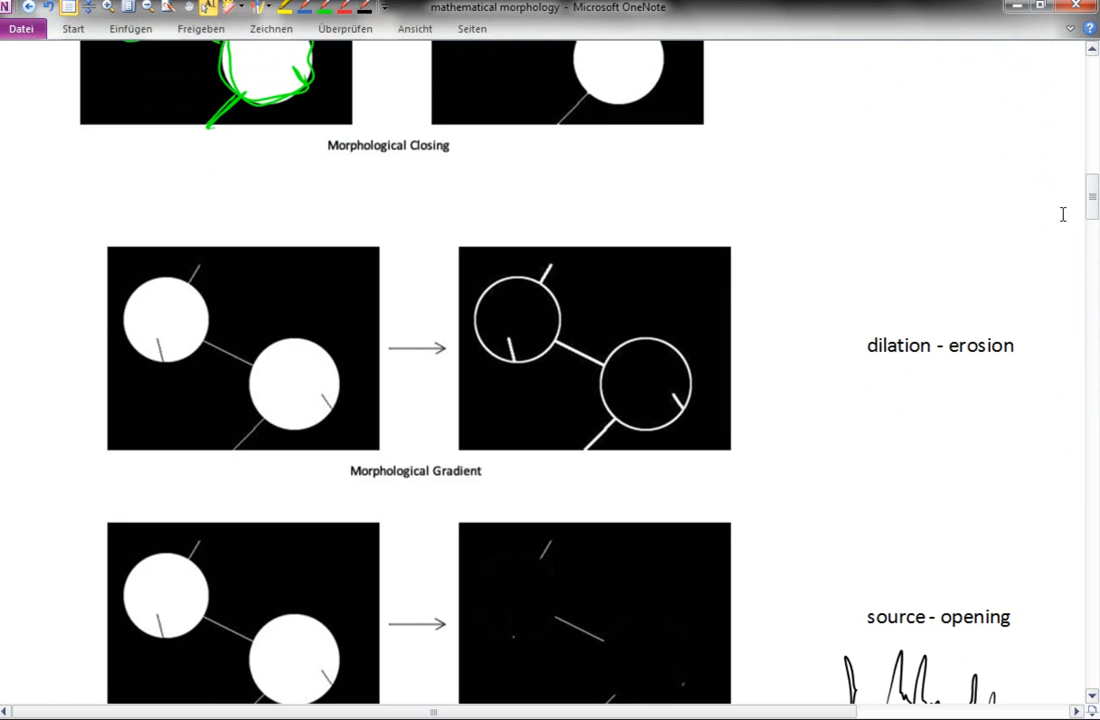 mathematical morphology - Microsoft OneNote
Datei Start Einfügen Freigeben Zeichnen Überprüfen Ansicht Seiten
Morphological Closing
dilation - erosion
Morphological Gradient
source - opening